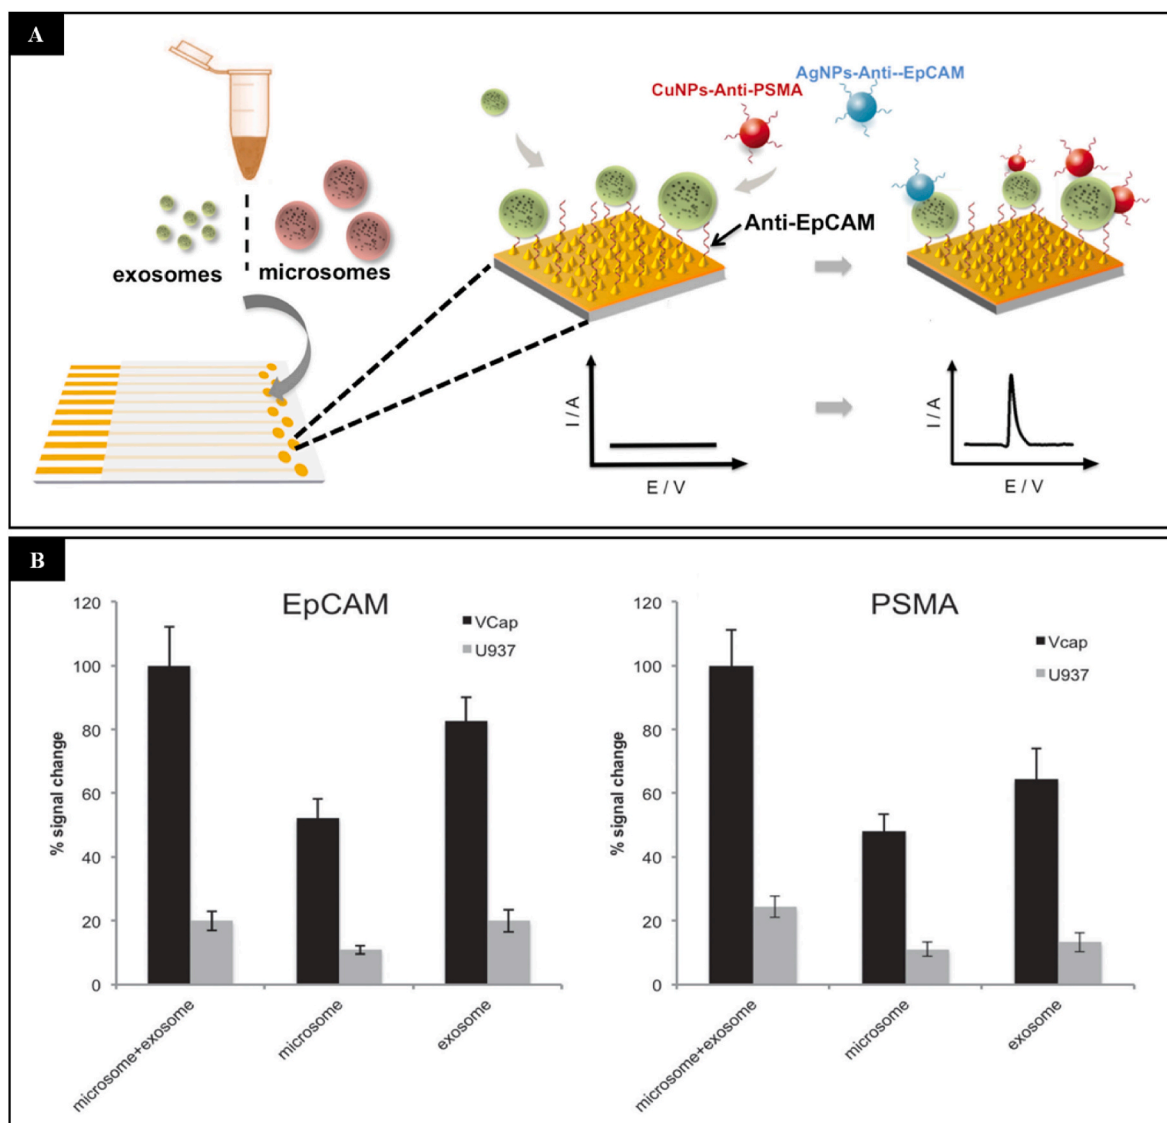 A
AgNPs-Anti--EpCAM
CuNPs-Anti-PSMA
exosomes
microsomes
Anti-EpCAM
I / A
E / V
I / A
E / V
B
EpCAM
VCap
U937
% signal change
120
100
80
60
40
20
0
microsome+exosome
microsome
exosome
PSMA
Vcap
U937
% signal change
120
100
80
60
40
20
0
microsome+exosome
microsome
exosome